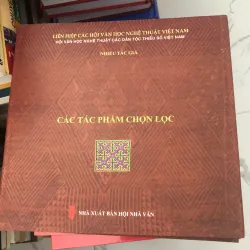 LIÊN HIỆP CÁC HỘI VĂN HỌC NGHỆ THUẬT VIỆT NAM
HỘI VĂN HỌC NGHỆ THUẬT CÁC DÂN TỘC THIỂU SỐ VIỆT NAM
NHIỀU TÁC GIẢ
CÁC TÁC PHẨM CHỌN LỌC
NHÀ XUẤT BẢN HỘI NHÀ VĂN